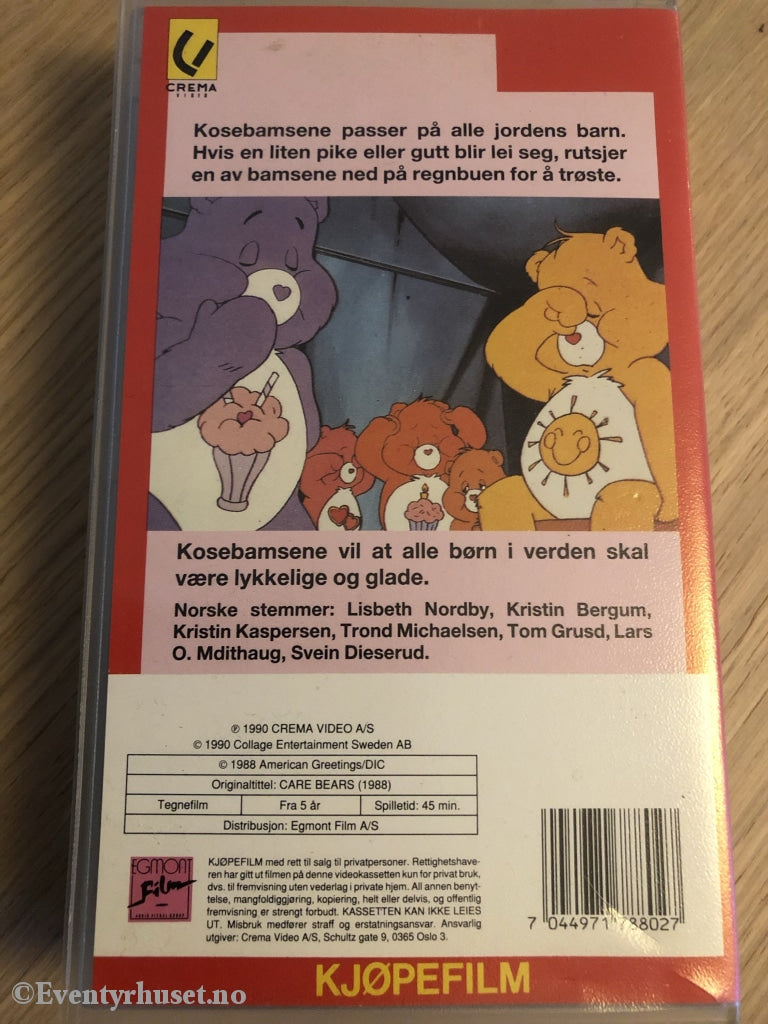 CREMA
VIDEO
Kosebamsene passer på alle jordens barn.
Hvis en liten pike eller gutt blir lei seg, rutsjer
en av bamsene ned på regnbuen for å trøste.
Kosebamsene vil at alle børn i verden skal
være lykkelige og glade.
Norske stemmer: Lisbeth Nordby, Kristin Bergum,
Kristin Kaspersen, Trond Michaelsen, Tom Grusd, Lars
O. Mdithaug, Svein Dieserud.
℗ 1990 CREMA VIDEO A/S
© 1990 Collage Entertainment Sweden AB
© 1988 American Greetings/DIC
Originaltittel: CARE BEARS (1988)
Tegnefilm Fra 5 år Spilletid: 45 min.
Distribusjon: Egmont Film A/S
EGMONT
Film
KJØPEFILM med rett til salg til privatpersoner. Rettighetshave-
ren har gitt ut filmen på denne videokassetten kun for privat bruk,
dvs. til fremvisning uten vederlag i private hjem. All annen benyt-
telse, mangfoldiggjøring, kopiering, helt eller delvis, og offentlig
fremvisning er strengt forbudt. KASSETTEN KAN IKKE LEIES
UT. Misbruk medfører straff og erstatningsansvar. Ansvarlig
utgiver: Crema Video A/S, Schultz gate 9, 0365 Oslo 3.
7 044971 788027
KJØPEFILM
©Eventyrhuset.no